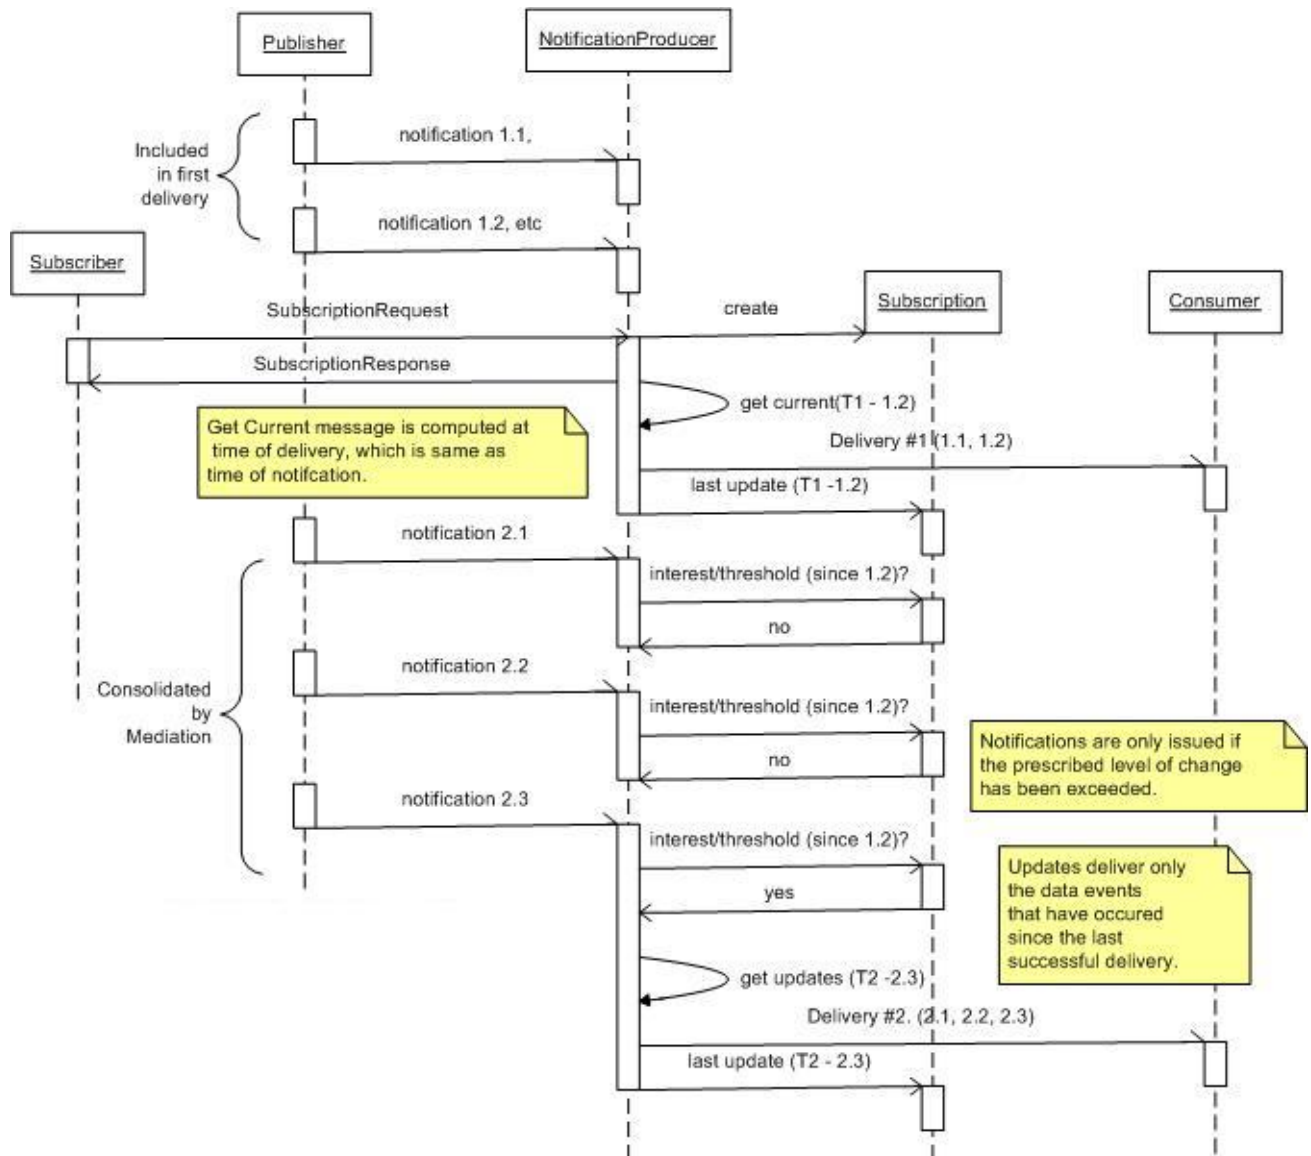 Publisher
NotificationProducer
notification 1.1,
Included
in first
delivery
notification 1.2, etc
Subscriber
Subscription
Consumer
SubscriptionRequest
create
SubscriptionResponse
get current(T1 - 1.2)
Get Current message is computed at
time of delivery, which is same as
time of notifcation.
Delivery #1 (1.1, 1.2)
last update (T1 -1.2)
notification 2.1
interest/threshold (since 1.2)?
no
notification 2.2
Consolidated
by
Mediation
interest/threshold (since 1.2)?
no
Notifications are only issued if
the prescribed level of change
has been exceeded.
notification 2.3
interest/threshold (since 1.2)?
yes
Updates deliver only
the data events
that have occured
since the last
successful delivery.
get updates (T2 -2.3)
Delivery #2. (2.1, 2.2, 2.3)
last update (T2 - 2.3)